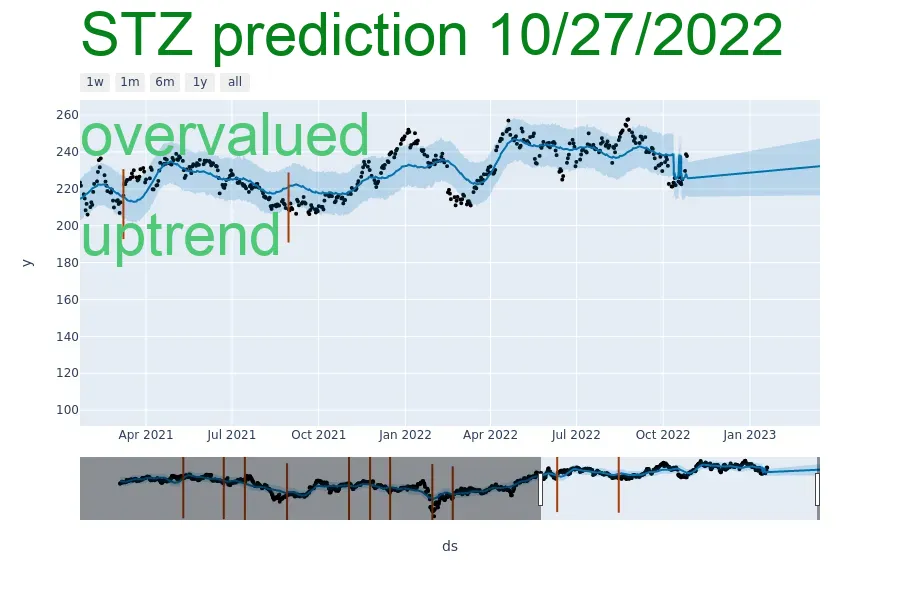 STZ prediction 10/27/2022
1w 1m 6m 1y all
overvalued
uptrend
260
240
220
200
180
160
140
120
100
y
Apr 2021 Jul 2021 Oct 2021 Jan 2022 Apr 2022 Jul 2022 Oct 2022 Jan 2023
ds